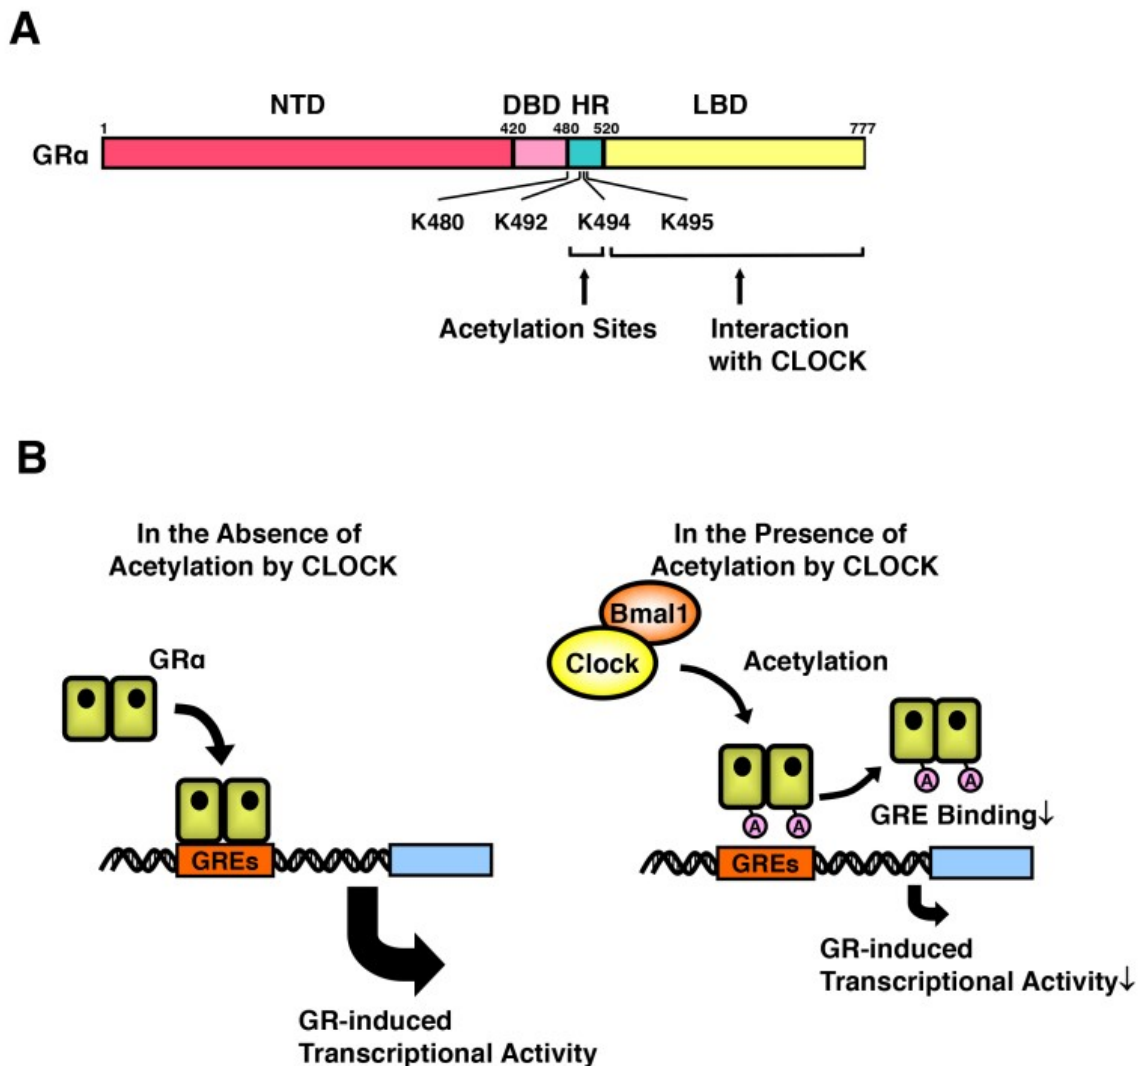 A
NTD DBD HR LBD
1 420 480 520 777
GRα
K480 K492 K494 K495
Acetylation Sites
Interaction
with CLOCK
B
In the Absence of
Acetylation by CLOCK
GRα
GREs
GR-induced
Transcriptional Activity
In the Presence of
Acetylation by CLOCK
Bmal1
Clock
Acetylation
A A
A A
GRE Binding↓
GREs
GR-induced
Transcriptional Activity↓